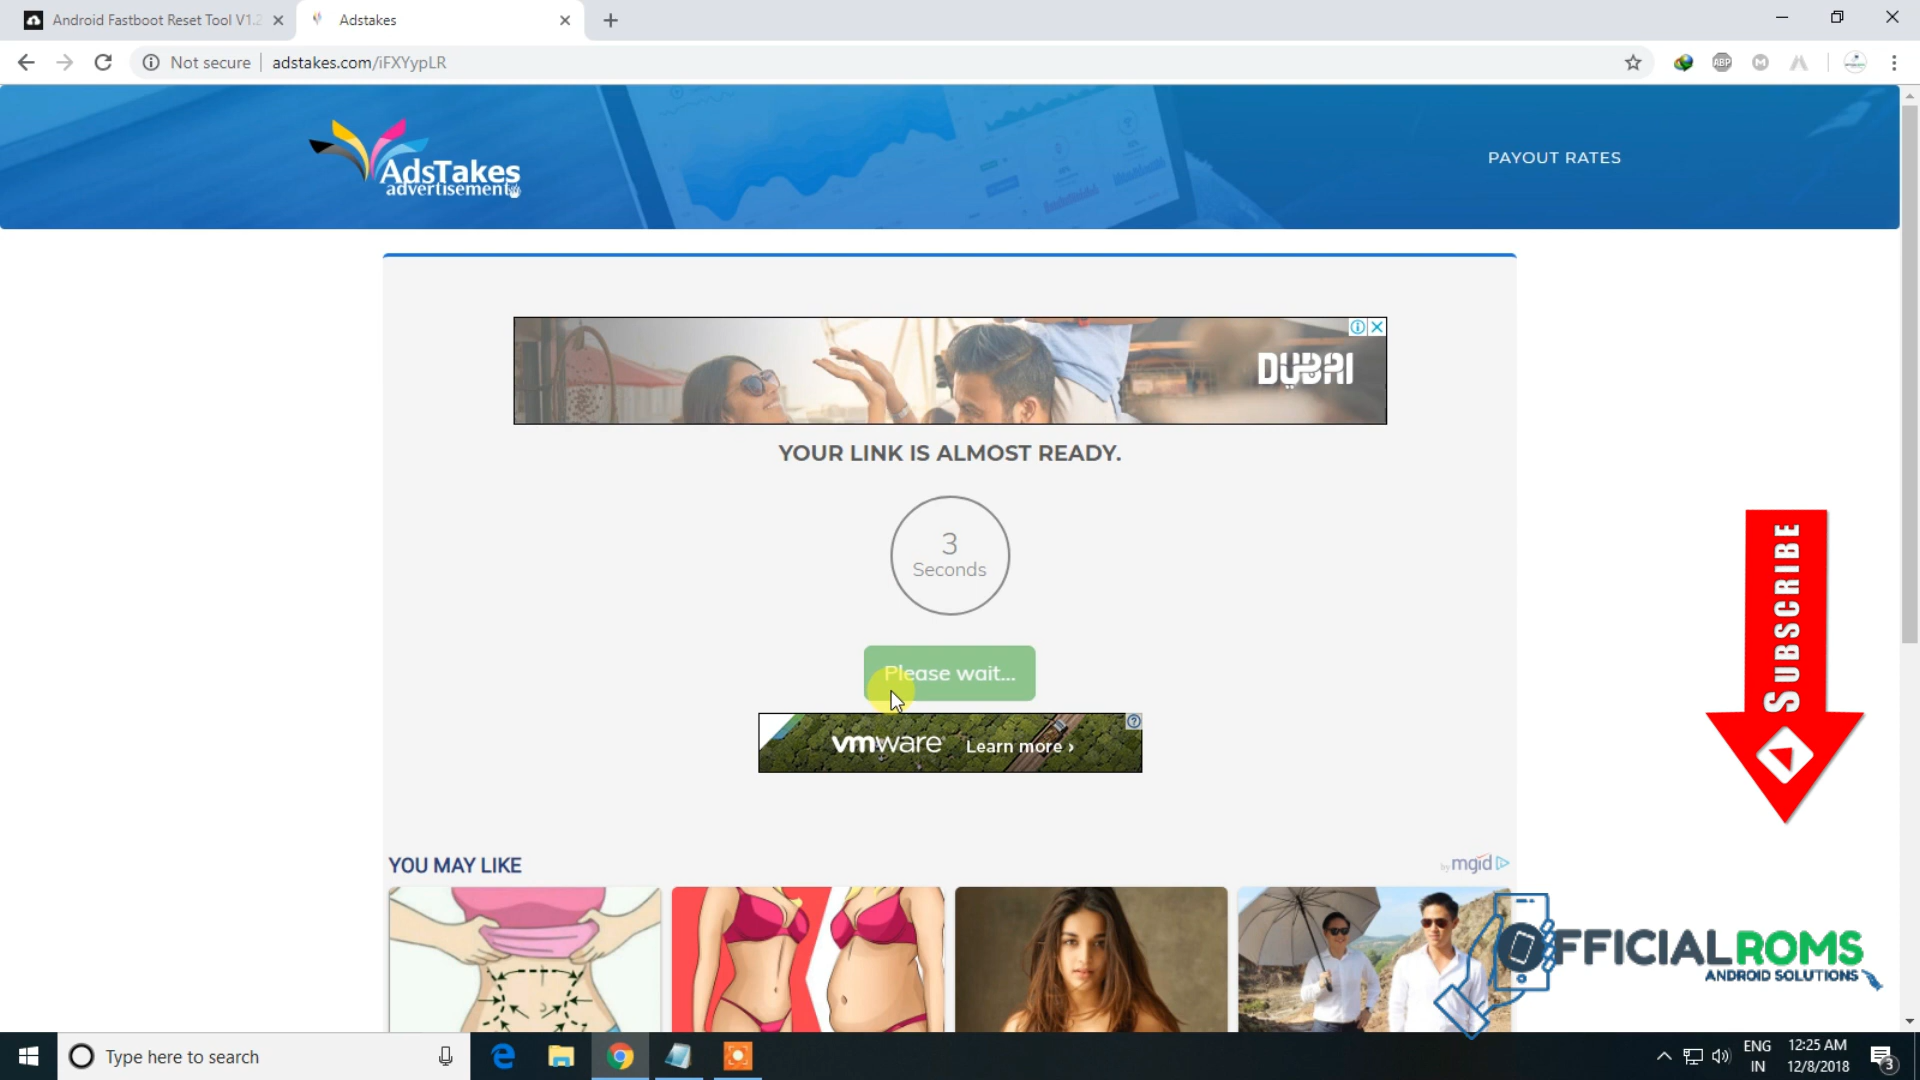 Android Fastboot Reset Tool V1.2
Adstakes
Not secure
adstakes.com/iFXYypLR
ABP
AdsTakes
advertisement
PAYOUT RATES
DUBAI
YOUR LINK IS ALMOST READY.
3
Seconds
Please wait...
vmware
Learn more ›
SUBSCRIBE
YOU MAY LIKE
by mgid
OFFICIALROMS
ANDROID SOLUTIONS
Type here to search
ENG
IN
12:25 AM
12/8/2018
3